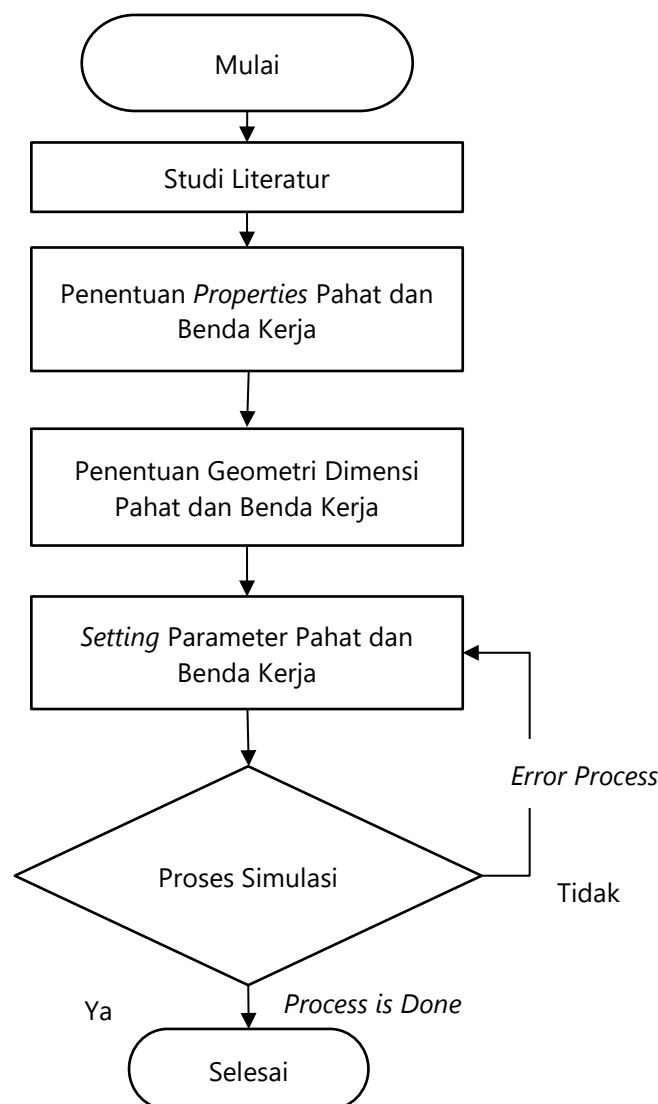 Mulai
Studi Literatur
Penentuan Properties Pahat dan
Benda Kerja
Penentuan Geometri Dimensi
Pahat dan Benda Kerja
Setting Parameter Pahat dan
Benda Kerja
Error Process
Proses Simulasi
Tidak
Ya
Process is Done
Selesai